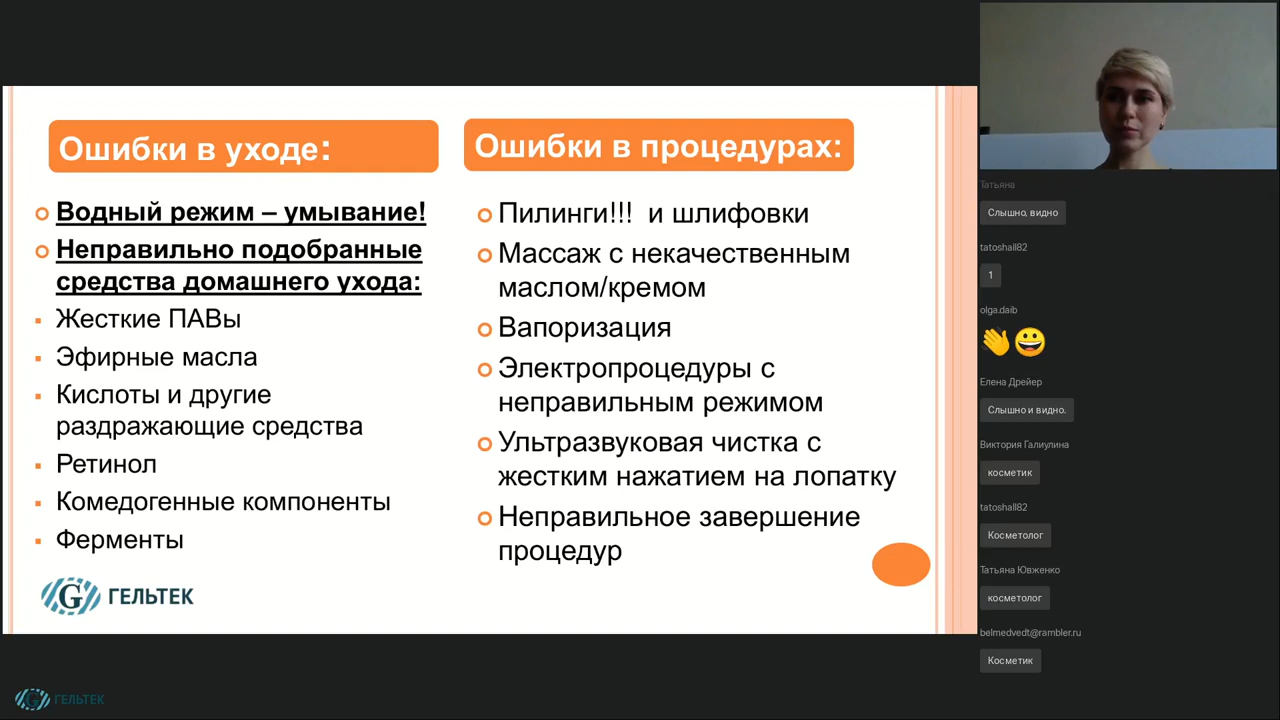 Ошибки в уходе:
Водный режим – умывание!
Неправильно подобранные
средства домашнего ухода:
Жесткие ПАВы
Эфирные масла
Кислоты и другие
раздражающие средства
Ретинол
Комедогенные компоненты
Ферменты
ГЕЛЬТЕК
Ошибки в процедурах:
Пилинги!!! и шлифовки
Массаж с некачественным
маслом/кремом
Вапоризация
Электропроцедуры с
неправильным режимом
Ультразвуковая чистка с
жестким нажатием на лопатку
Неправильное завершение
процедур
Татьяна
Слышно, видно
tatoshall82
1
olga.daib
👋😀
Елена Дрейер
Слышно и видно.
Виктория Галиулина
косметик
tatoshall82
Косметолог
Татьяна Ювженко
косметолог
belmedvedt@rambler.ru
Косметик
ГЕЛЬТЕК